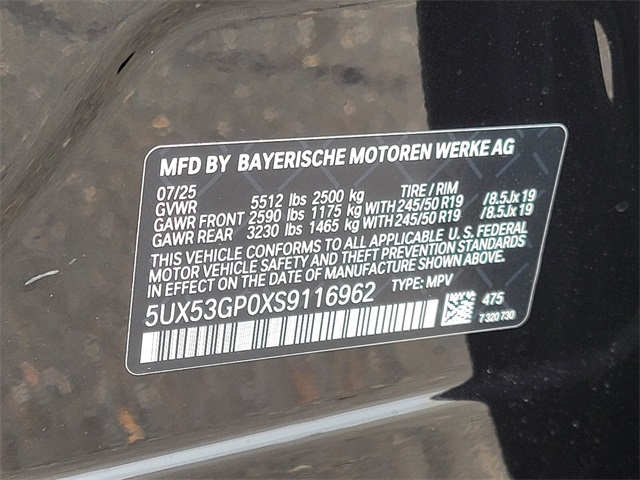 MFD BY BAYERISCHE MOTOREN WERKE AG
07/25 TIRE / RIM
GVWR 5512 lbs 2500 kg
GAWR FRONT 2590 lbs 1175 kg WITH 245/50 R19 /8.5Jx19
GAWR REAR 3230 lbs 1465 kg WITH 245/50 R19 /8.5Jx19
THIS VEHICLE CONFORMS TO ALL APPLICABLE U.S. FEDERAL
MOTOR VEHICLE SAFETY AND THEFT PREVENTION STANDARDS
IN EFFECT ON THE DATE OF MANUFACTURE SHOWN ABOVE.
5UX53GP0XS9116962 TYPE: MPV
475
7 320 730